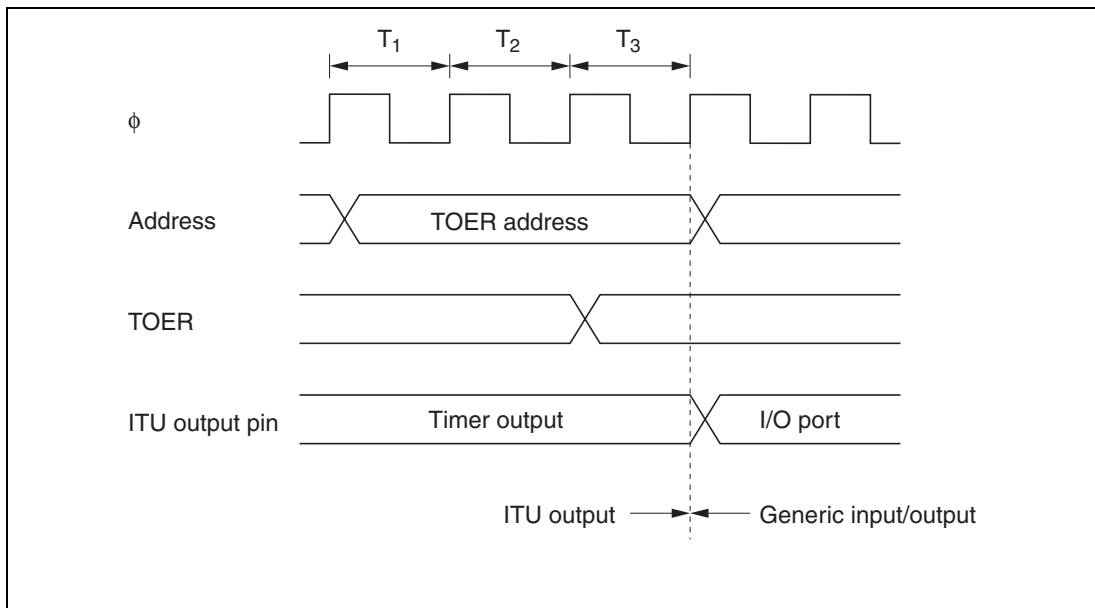 T₁ T₂ T₃
φ
Address TOER address
TOER
ITU output pin Timer output I/O port
ITU output Generic input/output